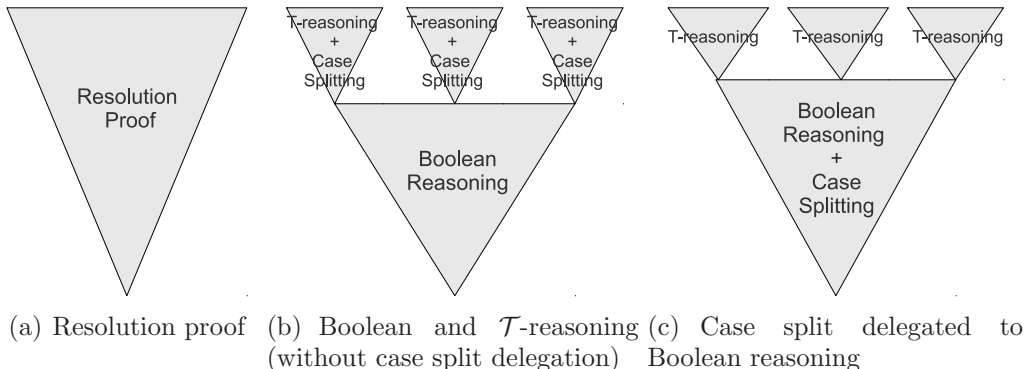 Resolution
Proof
T-reasoning
+
Case
Splitting
T-reasoning
+
Case
Splitting
T-reasoning
+
Case
Splitting
Boolean
Reasoning
T-reasoning
T-reasoning
T-reasoning
Boolean
Reasoning
+
Case
Splitting
(a) Resolution proof
(b) Boolean and 𝒯-reasoning
(without case split delegation)
(c) Case split delegated to
Boolean reasoning